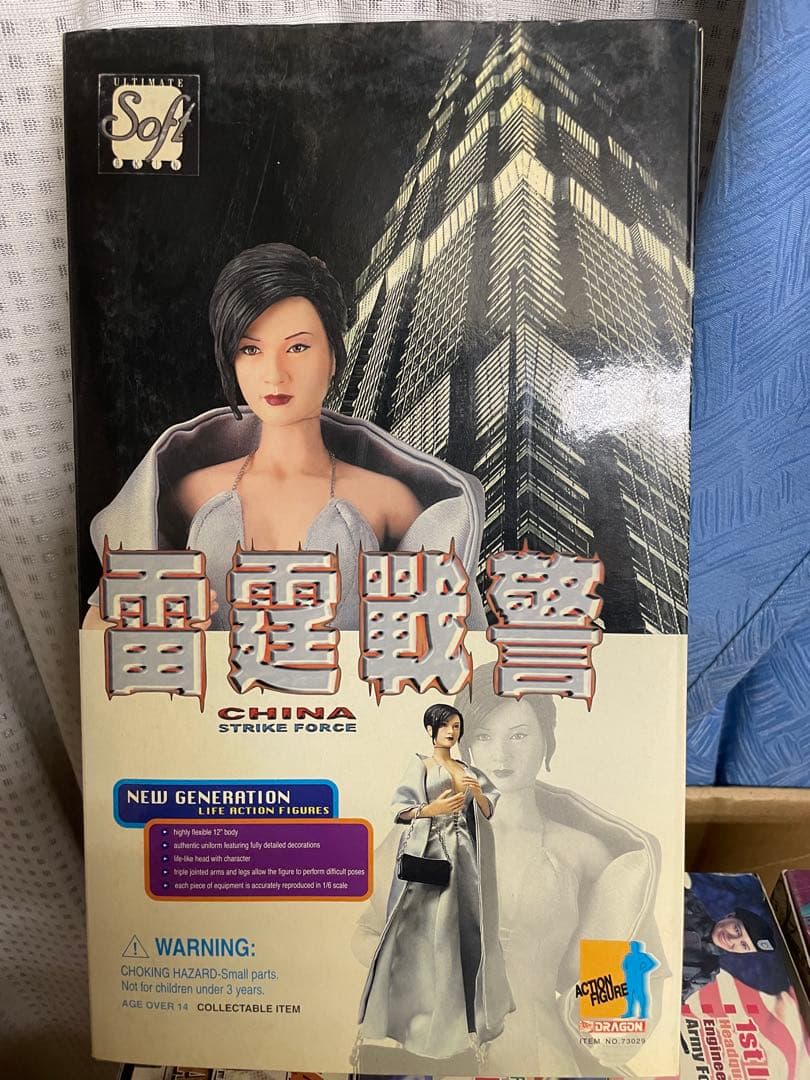 ULTIMATE
Soft
雷霆戰警
CHINA
STRIKE FORCE
NEW GENERATION
LIFE ACTION FIGURES
highly flexible 12" body
authentic uniform featuring fully detailed decorations
life-like head with character
triple jointed arms and legs allow the figure to perform difficult poses
each piece of equipment is accurately reproduced in 1/6 scale
WARNING:
CHOKING HAZARD-Small parts.
Not for children under 3 years.
AGE OVER 14 COLLECTABLE ITEM
ACTION
FIGURE
DRAGON
ITEM NO.73029
1st
Engine
Army